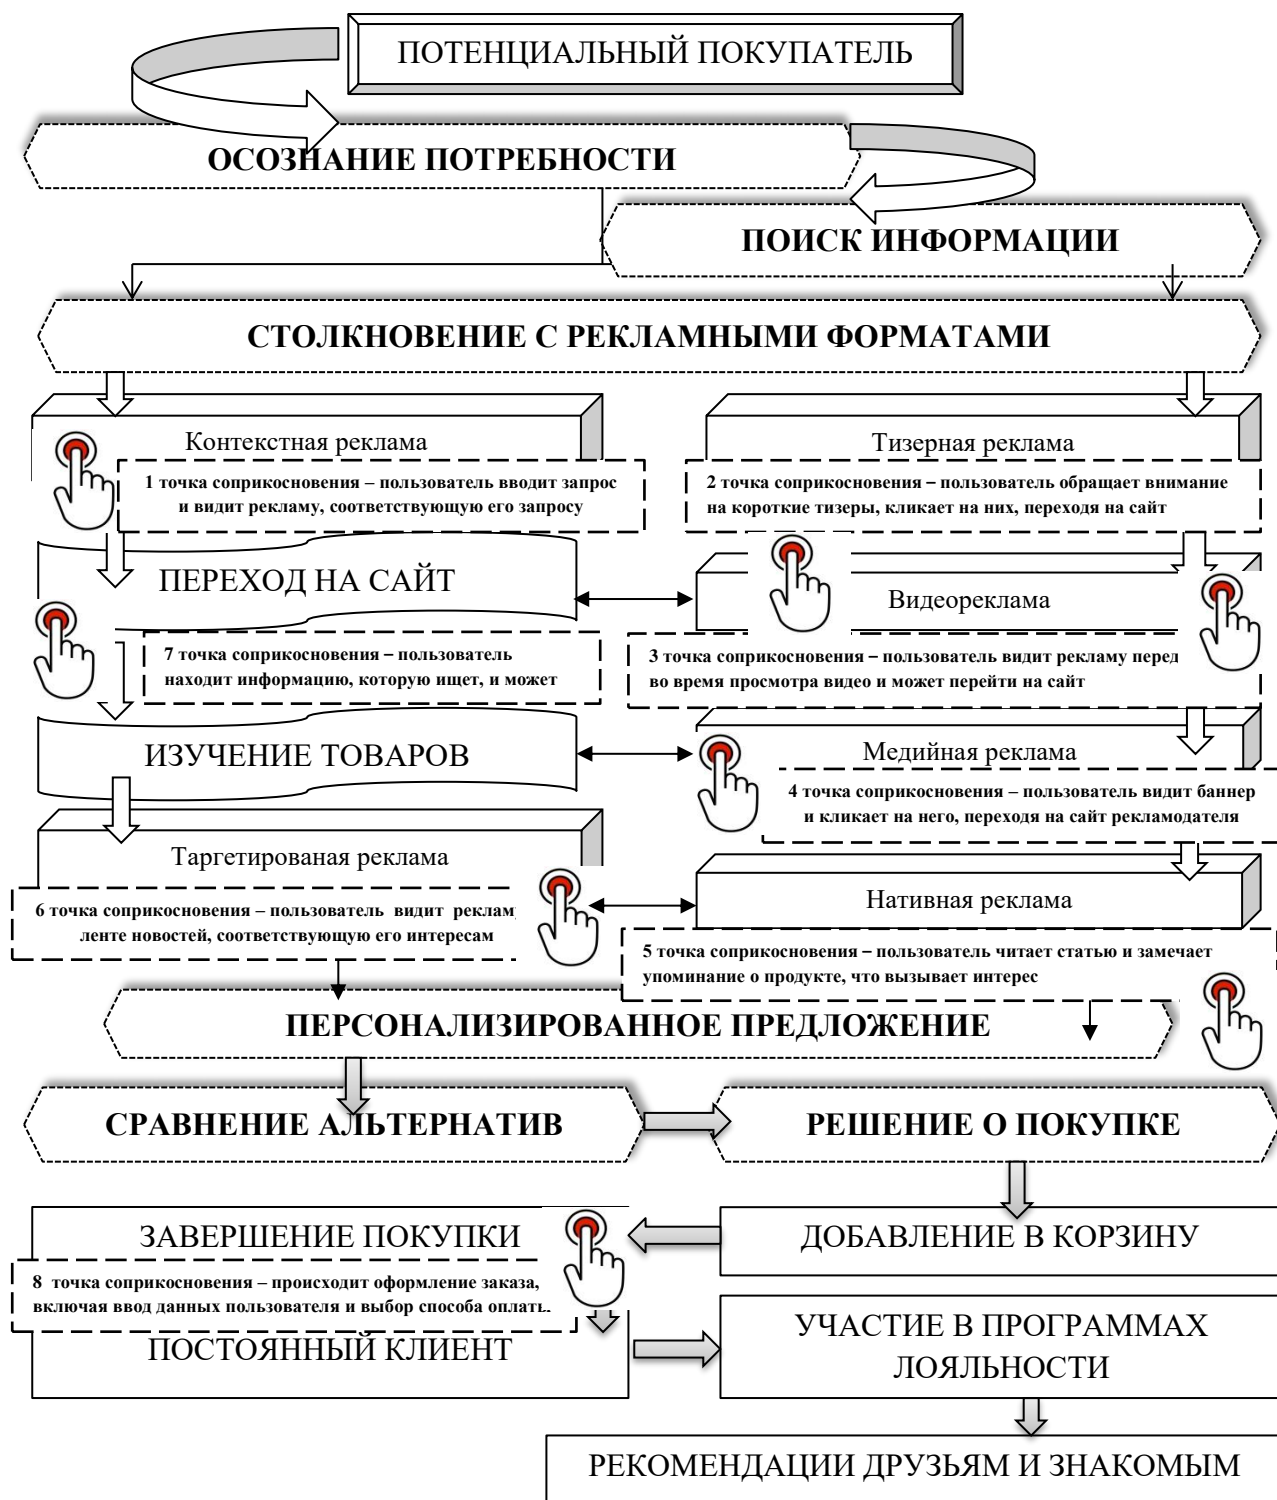 ПОТЕНЦИАЛЬНЫЙ ПОКУПАТЕЛЬ
ОСОЗНАНИЕ ПОТРЕБНОСТИ
ПОИСК ИНФОРМАЦИИ
СТОЛКНОВЕНИЕ С РЕКЛАМНЫМИ ФОРМАТАМИ
Контекстная реклама
1 точка соприкосновения – пользователь вводит запрос
и видит рекламу, соответствующую его запросу
Тизерная реклама
2 точка соприкосновения – пользователь обращает внимание
на короткие тизеры, кликает на них, переходя на сайт
ПЕРЕХОД НА САЙТ
Видеореклама
7 точка соприкосновения – пользователь
находит информацию, которую ищет, и может
3 точка соприкосновения – пользователь видит рекламу перед
во время просмотра видео и может перейти на сайт
ИЗУЧЕНИЕ ТОВАРОВ
Медийная реклама
4 точка соприкосновения – пользователь видит баннер
и кликает на него, переходя на сайт рекламодателя
Таргетированая реклама
6 точка соприкосновения – пользователь видит реклам
ленте новостей, соответствующую его интересам
Нативная реклама
5 точка соприкосновения – пользователь читает статью и замечает
упоминание о продукте, что вызывает интерес
ПЕРСОНАЛИЗИРОВАННОЕ ПРЕДЛОЖЕНИЕ
СРАВНЕНИЕ АЛЬТЕРНАТИВ
РЕШЕНИЕ О ПОКУПКЕ
ЗАВЕРШЕНИЕ ПОКУПКИ
ДОБАВЛЕНИЕ В КОРЗИНУ
8 точка соприкосновения – происходит оформление заказа,
включая ввод данных пользователя и выбор способа оплаты
ПОСТОЯННЫЙ КЛИЕНТ
УЧАСТИЕ В ПРОГРАММАХ
ЛОЯЛЬНОСТИ
РЕКОМЕНДАЦИИ ДРУЗЬЯМ И ЗНАКОМЫМ